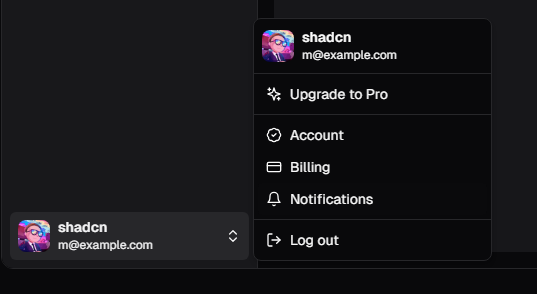 shadcn
m@example.com
Upgrade to Pro
Account
Billing
Notifications
Log out
shadcn
m@example.com